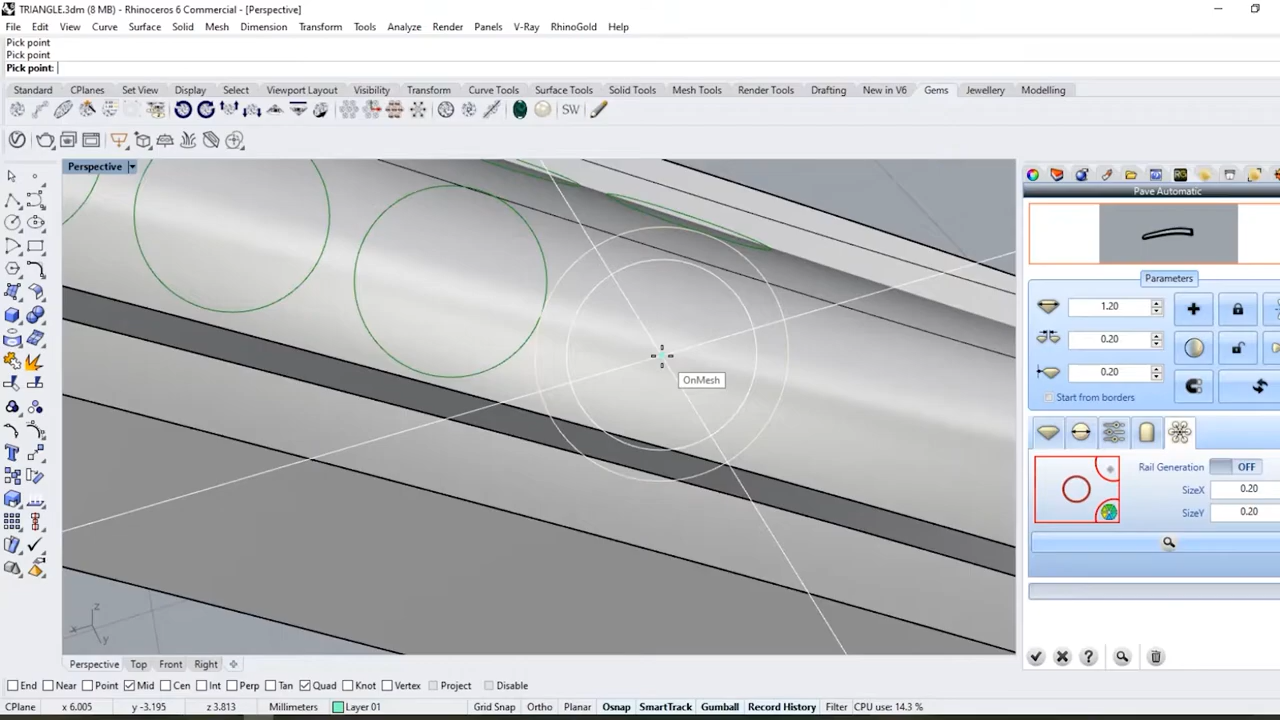 TRIANGLE.3dm (8 MB) - Rhinoceros 6 Commercial - [Perspective]
File Edit View Curve Surface Solid Mesh Dimension Transform Tools Analyze Render Panels V-Ray RhinoGold Help
Pick point
Pick point
Pick point:
Standard CPlanes Set View Display Select Viewport Layout Visibility Transform Curve Tools Surface Tools Solid Tools Mesh Tools Render Tools Drafting New in V6 Gems Jewellery Modelling
SW
Perspective
RG
Pave Automatic
Parameters
1.20
0.20
0.20
Start from borders
OnMesh
Rail Generation OFF
SizeX 0.20
SizeY 0.20
z
x y
Perspective Top Front Right
End Near Point Mid Cen Int Perp Tan Quad Knot Vertex Project Disable
CPlane x 6.005 y -3.195 z 3.813 Millimeters Layer 01 Grid Snap Ortho Planar Osnap SmartTrack Gumball Record History Filter CPU use: 14.3 %